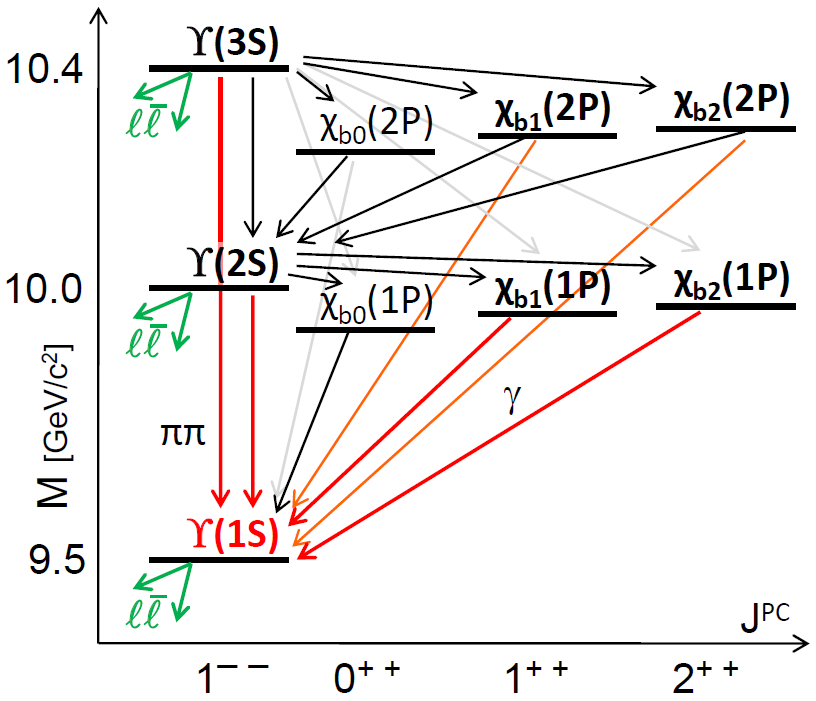 ϒ(3S)
10.4
ℓℓ̅
χb0(2P)
χb1(2P)
χb2(2P)
ϒ(2S)
10.0
ℓℓ̅
χb0(1P)
χb1(1P)
χb2(1P)
M [GeV/c²]
ππ
γ
ϒ(1S)
9.5
ℓℓ̅
J^PC
1⁻⁻ 0⁺⁺ 1⁺⁺ 2⁺⁺